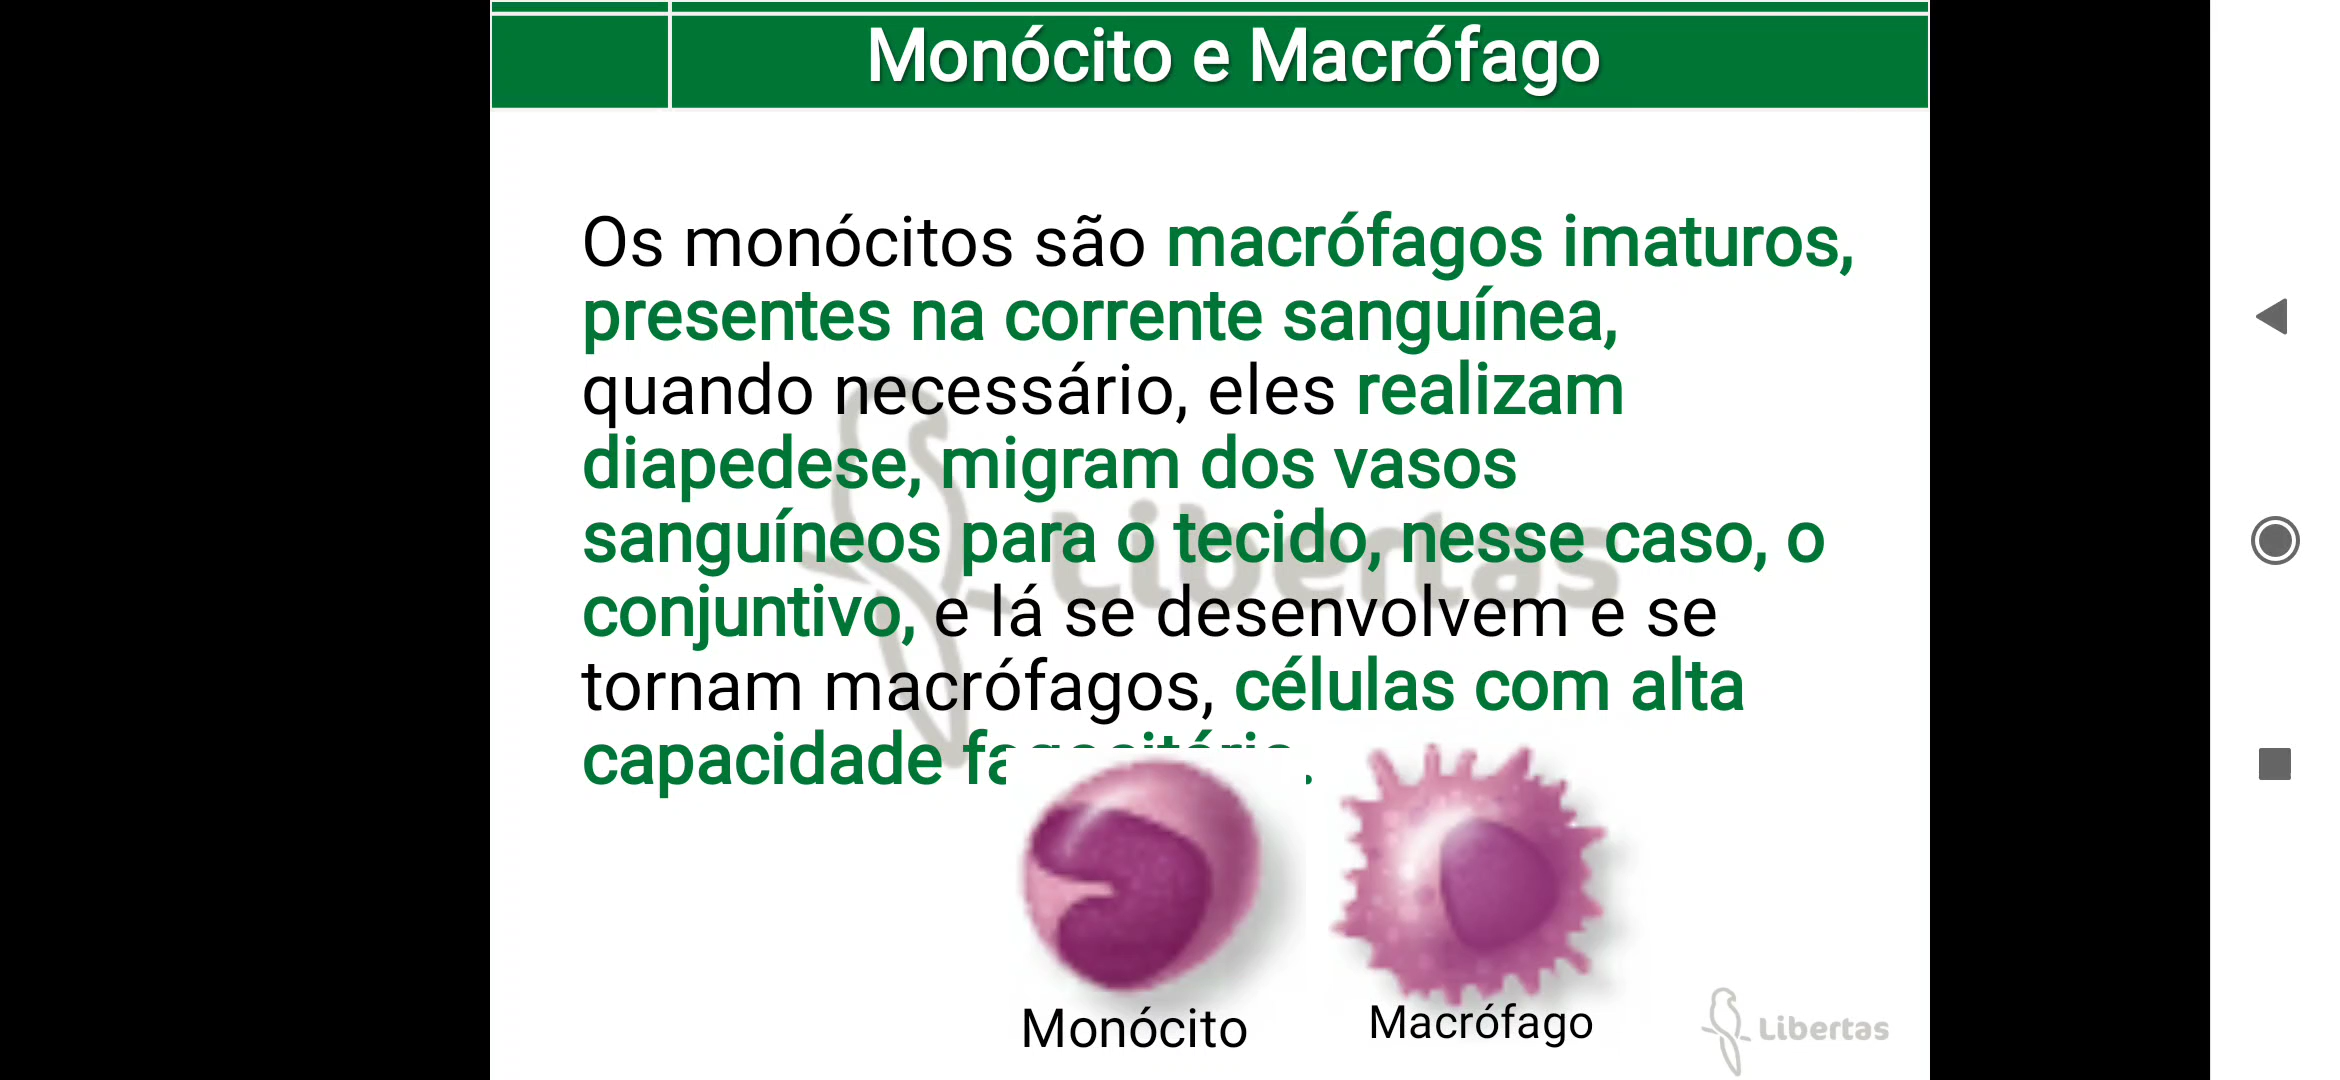 Monócito e Macrófago
Os monócitos são macrófagos imaturos,
presentes na corrente sanguínea,
quando necessário, eles realizam
diapedese, migram dos vasos
sanguíneos para o tecido, nesse caso, o
conjuntivo, e lá se desenvolvem e se
tornam macrófagos, células com alta
capacidade
Libertas
Monócito
Macrófago
Libertas